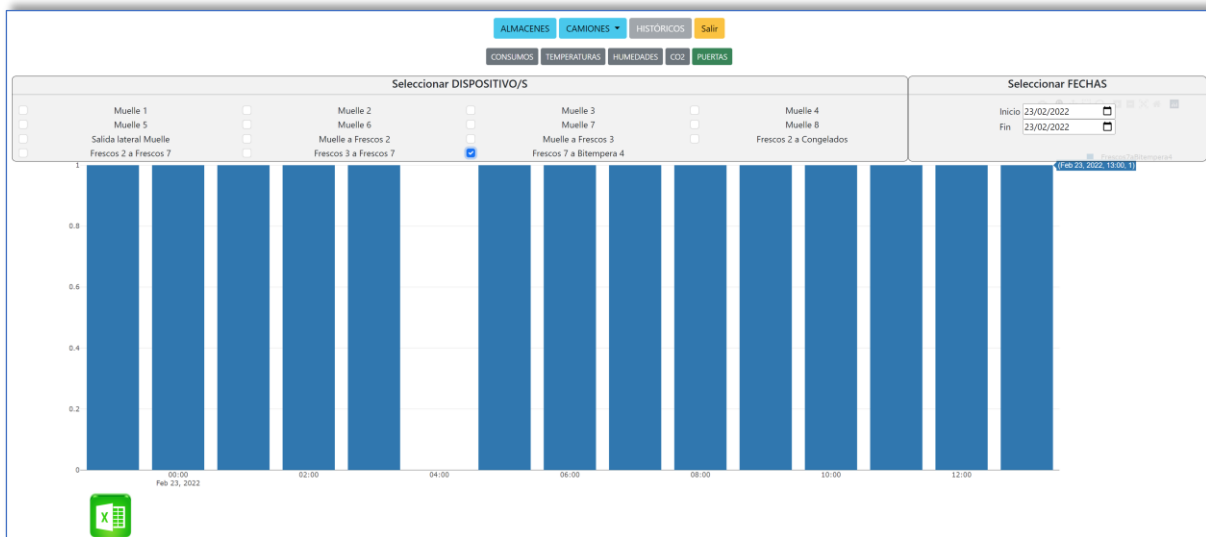 ALMACENES CAMIONES HISTÓRICOS Salir
CONSUMOS TEMPERATURAS HUMEDADES CO2 PUERTAS
Seleccionar DISPOSITIVO/S
Muelle 1 Muelle 2 Muelle 3 Muelle 4
Muelle 5 Muelle 6 Muelle 7 Muelle 8
Salida lateral Muelle Muelle a Frescos 2 Muelle a Frescos 3 Frescos 2 a Congelados
Frescos 2 a Frescos 7 Frescos 3 a Frescos 7 Frescos 7 a Bitempera 4
Seleccionar FECHAS
Inicio 23/02/2022
Fin 23/02/2022
Frescos7aBitempera4
(Feb 23, 2022, 13:00, 1)
1
0.8
0.6
0.4
0.2
0
00:00 02:00 04:00 06:00 08:00 10:00 12:00
Feb 23, 2022
X